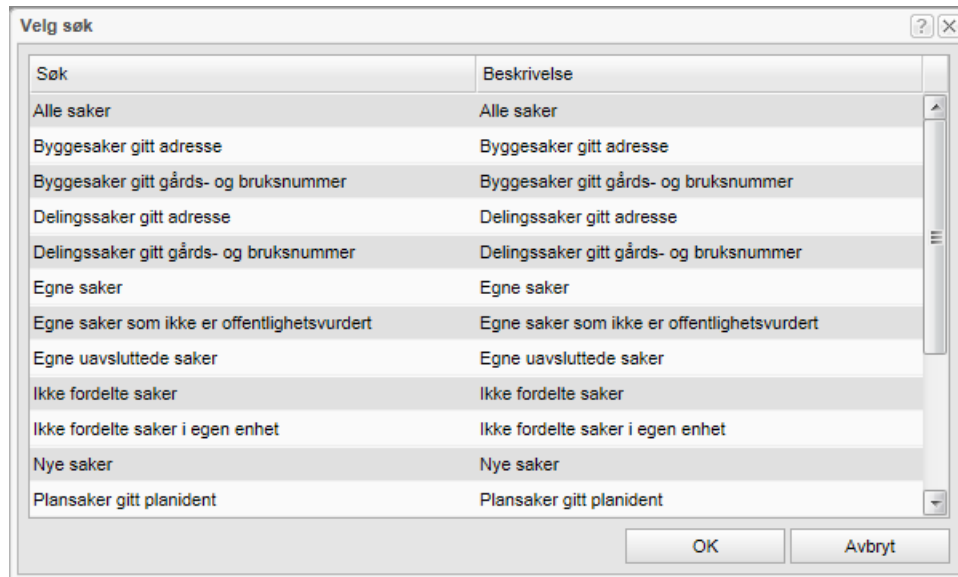 Velg søk
Søk Beskrivelse
Alle saker Alle saker
Byggesaker gitt adresse Byggesaker gitt adresse
Byggesaker gitt gårds- og bruksnummer Byggesaker gitt gårds- og bruksnummer
Delingssaker gitt adresse Delingssaker gitt adresse
Delingssaker gitt gårds- og bruksnummer Delingssaker gitt gårds- og bruksnummer
Egne saker Egne saker
Egne saker som ikke er offentlighetsvurdert Egne saker som ikke er offentlighetsvurdert
Egne uavsluttede saker Egne uavsluttede saker
Ikke fordelte saker Ikke fordelte saker
Ikke fordelte saker i egen enhet Ikke fordelte saker i egen enhet
Nye saker Nye saker
Plansaker gitt planident Plansaker gitt planident
OK Avbryt